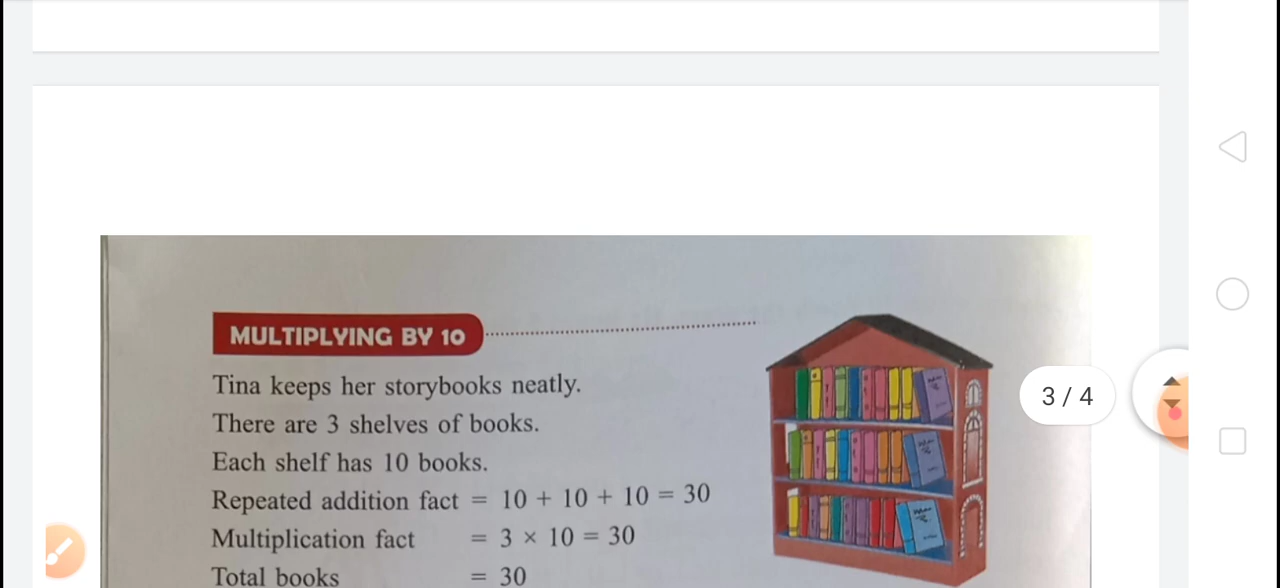 MULTIPLYING BY 10
Tina keeps her storybooks neatly.
There are 3 shelves of books.
3 / 4
Each shelf has 10 books.
Repeated addition fact = 10 + 10 + 10 = 30
Multiplication fact = 3 × 10 = 30
Total books = 30